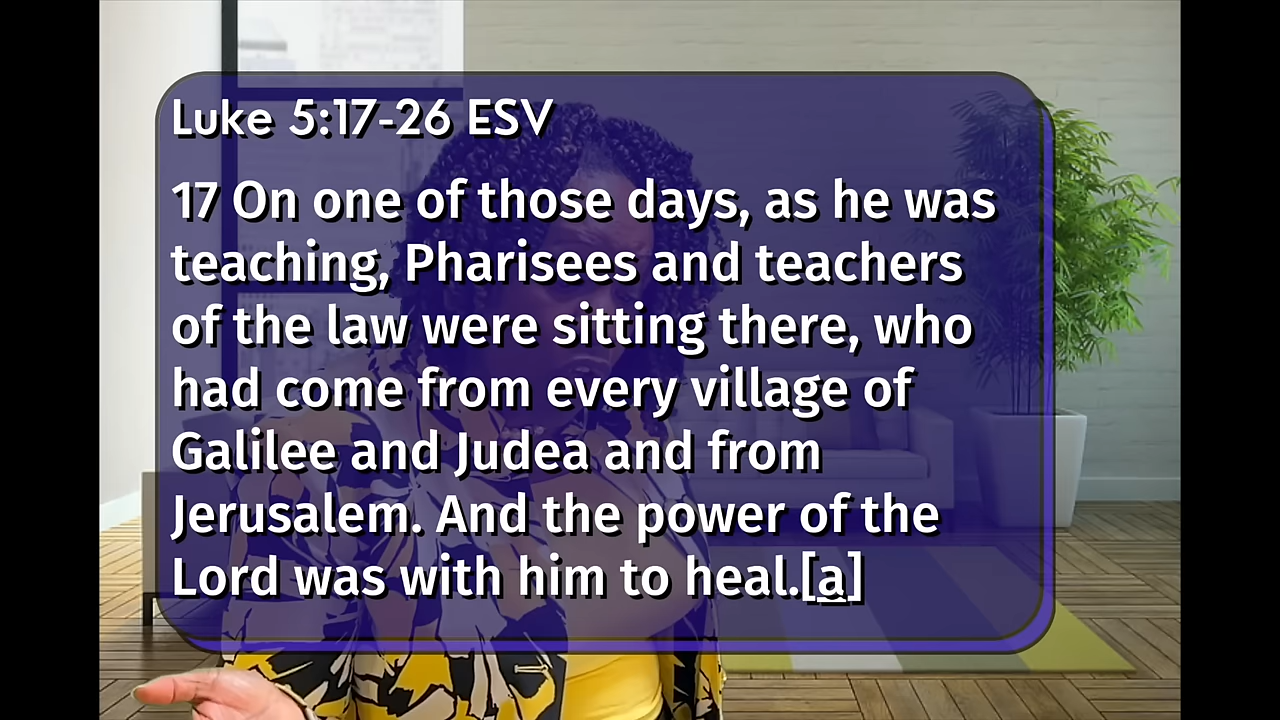 Luke 5:17-26 ESV
17 On one of those days, as he was
teaching, Pharisees and teachers
of the law were sitting there, who
had come from every village of
Galilee and Judea and from
Jerusalem. And the power of the
Lord was with him to heal.[a]